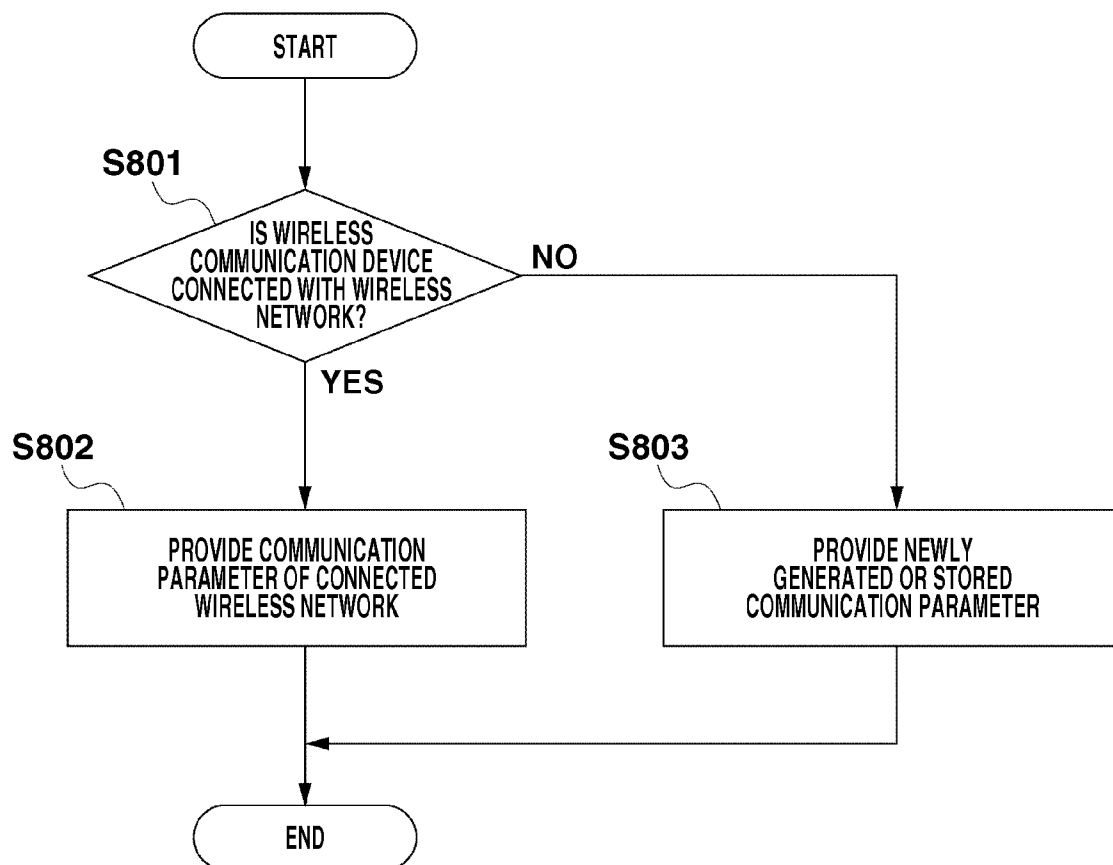 START
S801
IS WIRELESS
COMMUNICATION DEVICE
CONNECTED WITH WIRELESS
NETWORK?
NO
YES
S802
PROVIDE COMMUNICATION
PARAMETER OF CONNECTED
WIRELESS NETWORK
S803
PROVIDE NEWLY
GENERATED OR STORED
COMMUNICATION PARAMETER
END